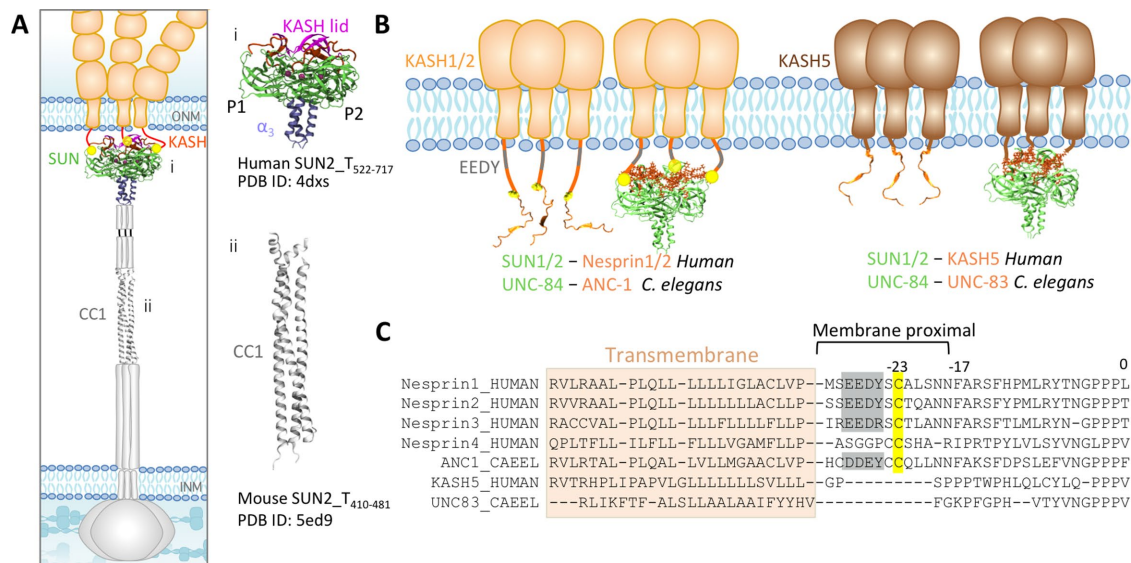 A
ONM
SUN
KASH
i
CC1
ii
INM
i
KASH lid
P1
P2
α3
Human SUN2_T522-717
PDB ID: 4dxs
ii
CC1
Mouse SUN2_T410-481
PDB ID: 5ed9
B
KASH1/2
EEDY
SUN1/2 – Nesprin1/2 Human
UNC-84 – ANC-1 C. elegans
KASH5
SUN1/2 – KASH5 Human
UNC-84 – UNC-83 C. elegans
C
Membrane proximal
Transmembrane
-23 -17 0
Nesprin1_HUMAN RVLRAAL-PLQLL-LLLLIGLACLVP--MSEEDYSCALSNNFARSFHPMLRYTNGPPPL
Nesprin2_HUMAN RVVRAAL-PLQLL-LLLLLLLACLLP--SSEEDYSCTQANNFARSFYPMLRYTNGPPPT
Nesprin3_HUMAN RACCVAL-PLQLL-LLLFLLLLFLLP--IREEDRSCTLANNFARSFTLMLRYN-GPPPT
Nesprin4_HUMAN QPLTFLL-ILFLL-FLLLVGAMFLLP---ASGGPCCSHA-RIPRTPYLVLSYVNGLPPV
ANC1_CAEEL RVLRTAL-PLQAL-LVLLMGAACLVP--HCDDEYCCQLLNNFAKSFDPSLEFVNGPPPF
KASH5_HUMAN RVTRHPLIPAPVLGLLLLLLLSVLLL--GP---------SPPPTWPHLQLCYLQ-PPPV
UNC83_CAEEL ---RLIKFTF-ALSLLAALAAIFYYHV------------FGKPFGPH--VTYVNGPPPV